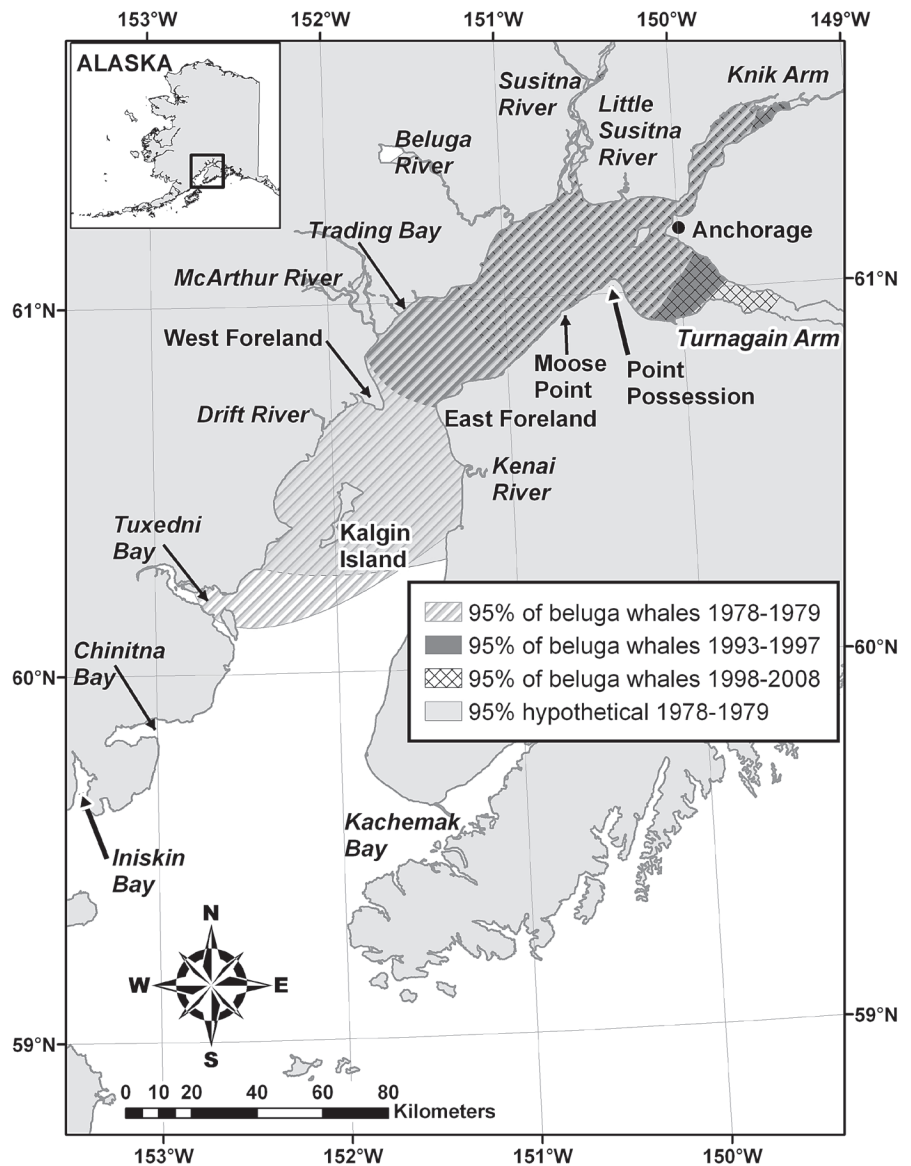 153°W 152°W 151°W 150°W 149°W
ALASKA
Knik Arm
Susitna
River
Little
Susitna
River
Beluga
River
Trading Bay
Anchorage
McArthur River
61°N
61°N
West Foreland
Turnagain Arm
Moose
Point
Point
Possession
Drift River
East Foreland
Kenai
River
Tuxedni
Bay
Kalgin
Island
95% of beluga whales 1978-1979
95% of beluga whales 1993-1997
95% of beluga whales 1998-2008
95% hypothetical 1978-1979
60°N
60°N
Chinitna
Bay
Kachemak
Bay
Iniskin
Bay
N
W E
S
59°N
59°N
0 10 20 40 60 80
Kilometers
153°W 152°W 151°W 150°W